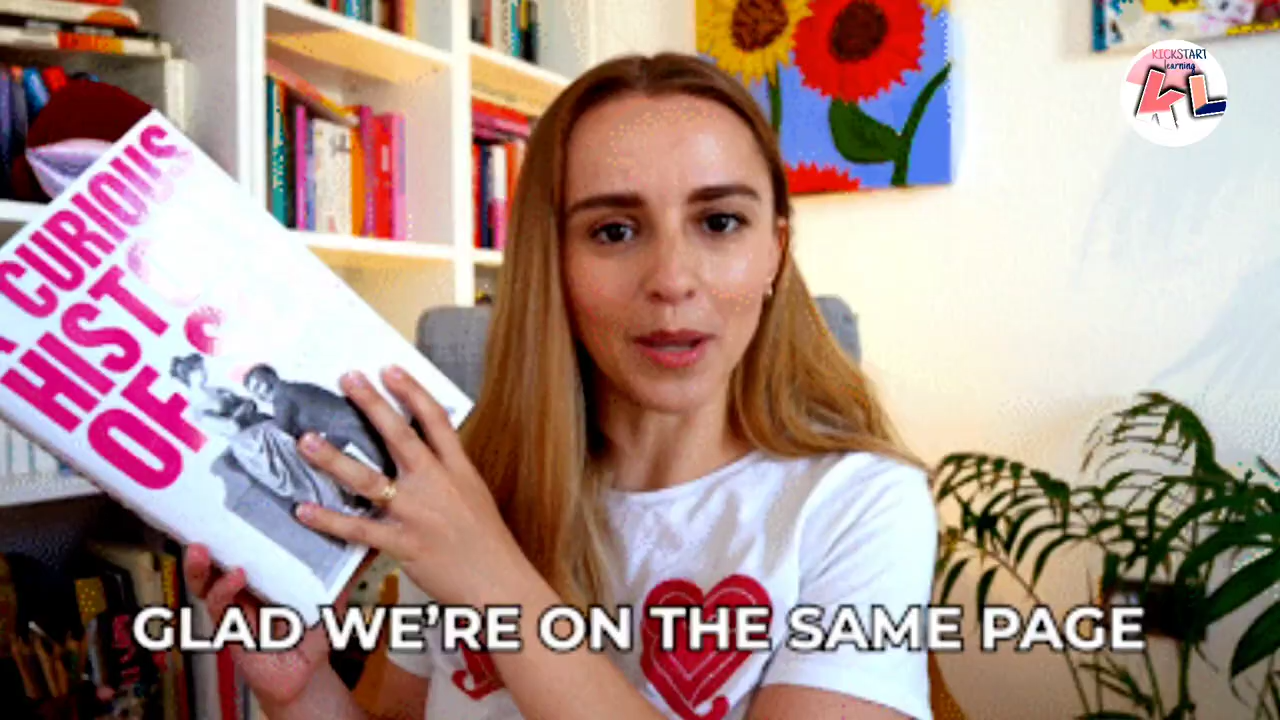 KICKSTART
learning
KL
A CURIOUS
HIST
OF
GLAD WE'RE ON THE SAME PAGE